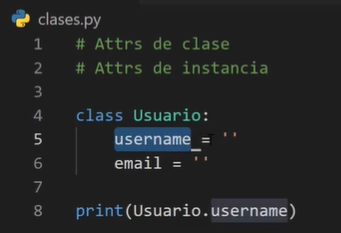 clases.py
1 # Attrs de clase
2 # Attrs de instancia
3
4 class Usuario:
5 username = ''
6 email = ''
7
8 print(Usuario.username)